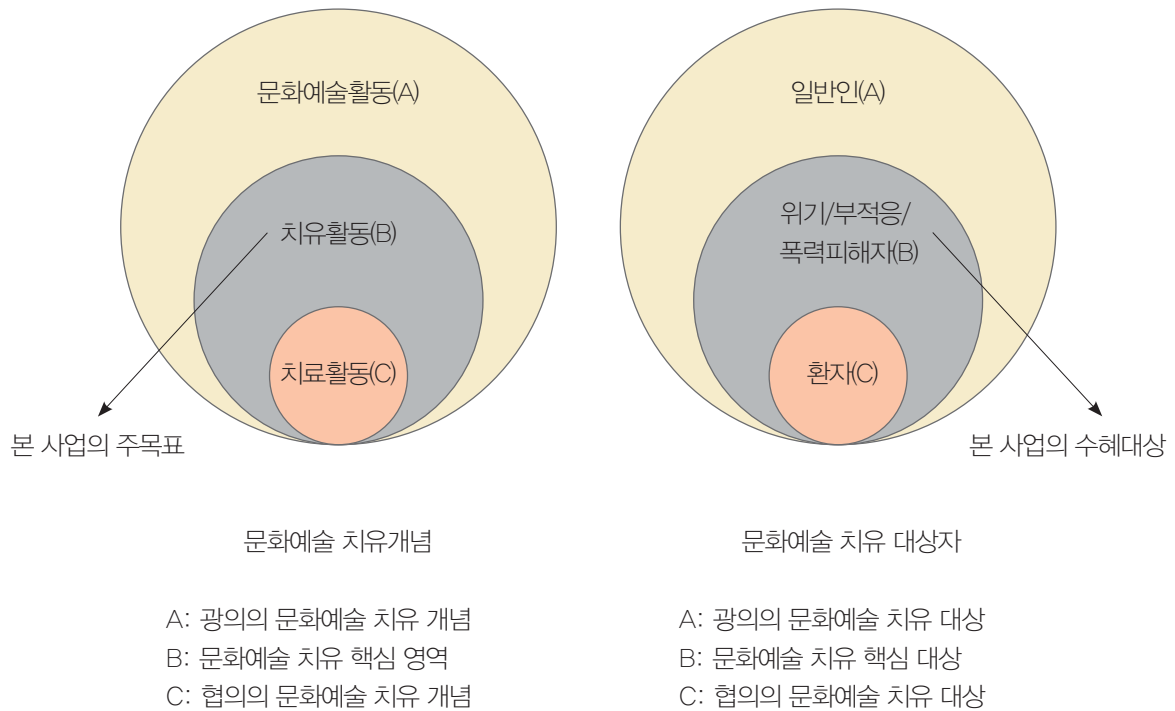 문화예술활동(A)
치유활동(B)
치료활동(C)
본 사업의 주목표
일반인(A)
위기/부적응/
폭력피해자(B)
환자(C)
본 사업의 수혜대상
문화예술 치유개념
A: 광의의 문화예술 치유 개념
B: 문화예술 치유 핵심 영역
C: 협의의 문화예술 치유 개념
문화예술 치유 대상자
A: 광의의 문화예술 치유 대상
B: 문화예술 치유 핵심 대상
C: 협의의 문화예술 치유 대상